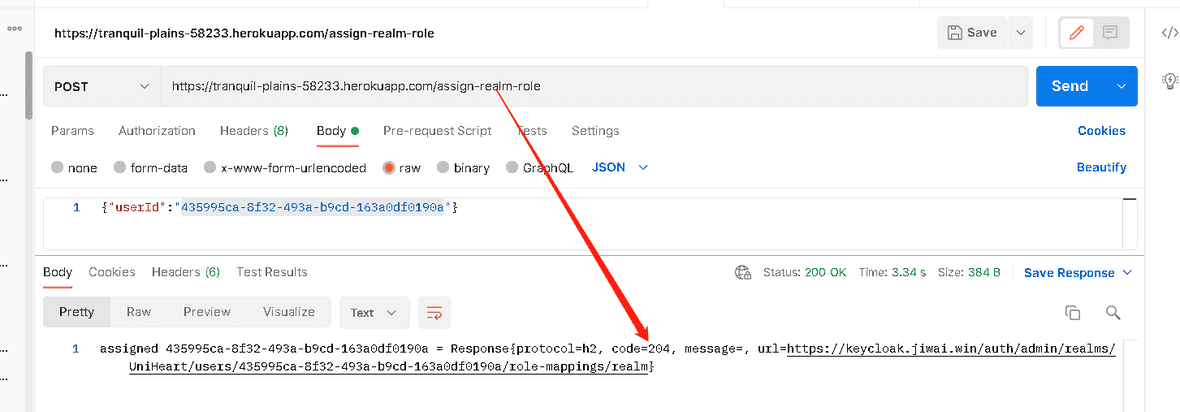 https://tranquil-plains-58233.herokuapp.com/assign-realm-role
Save
POST
https://tranquil-plains-58233.herokuapp.com/assign-realm-role
Send
Params Authorization Headers (8) Body Pre-request Script Tests Settings Cookies
none form-data x-www-form-urlencoded raw binary GraphQL JSON Beautify
1 {"userId":"435995ca-8f32-493a-b9cd-163a0df0190a"}
Body Cookies Headers (6) Test Results Status: 200 OK Time: 3.34 s Size: 384 B Save Response
Pretty Raw Preview Visualize Text
1 assigned 435995ca-8f32-493a-b9cd-163a0df0190a = Response{protocol=h2, code=204, message=, url=https://keycloak.jiwai.win/auth/admin/realms/
UniHeart/users/435995ca-8f32-493a-b9cd-163a0df0190a/role-mappings/realm}